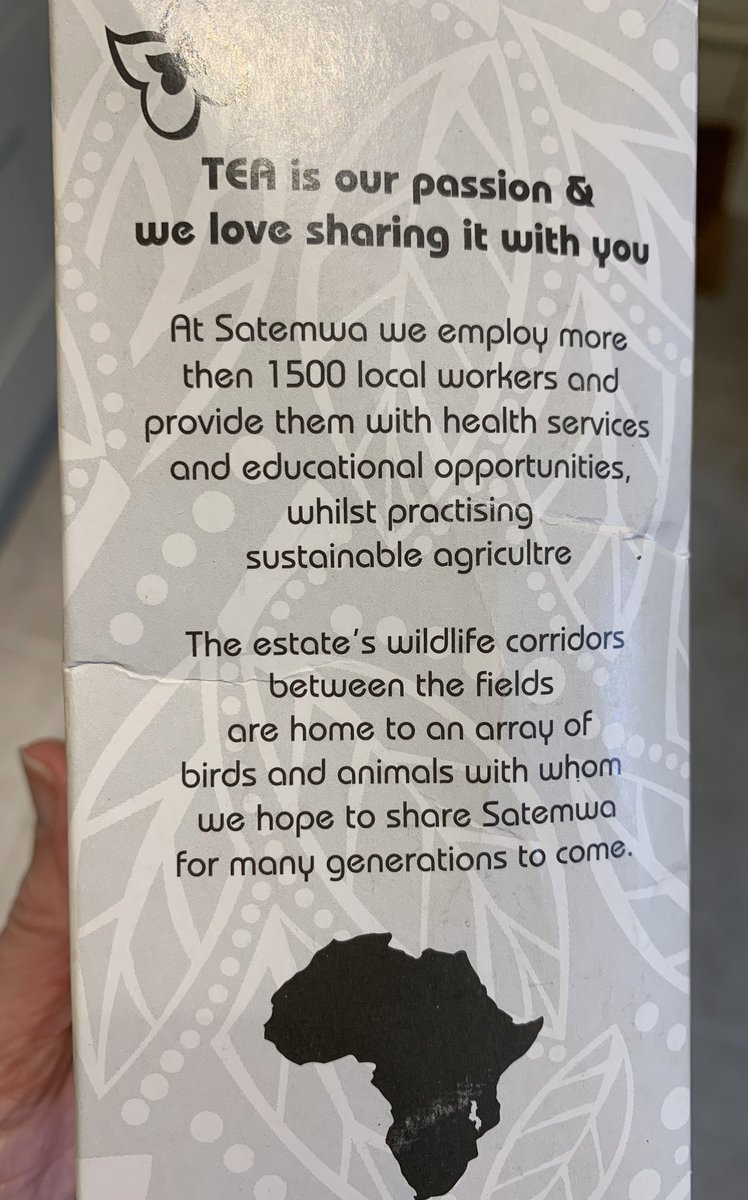 TEA is our passion &
we love sharing it with you
At Satemwa we employ more
then 1500 local workers and
provide them with health services
and educational opportunities,
whilst practising
sustainable agricultre
The estate's wildlife corridors
between the fields
are home to an array of
birds and animals with whom
we hope to share Satemwa
for many generations to come.